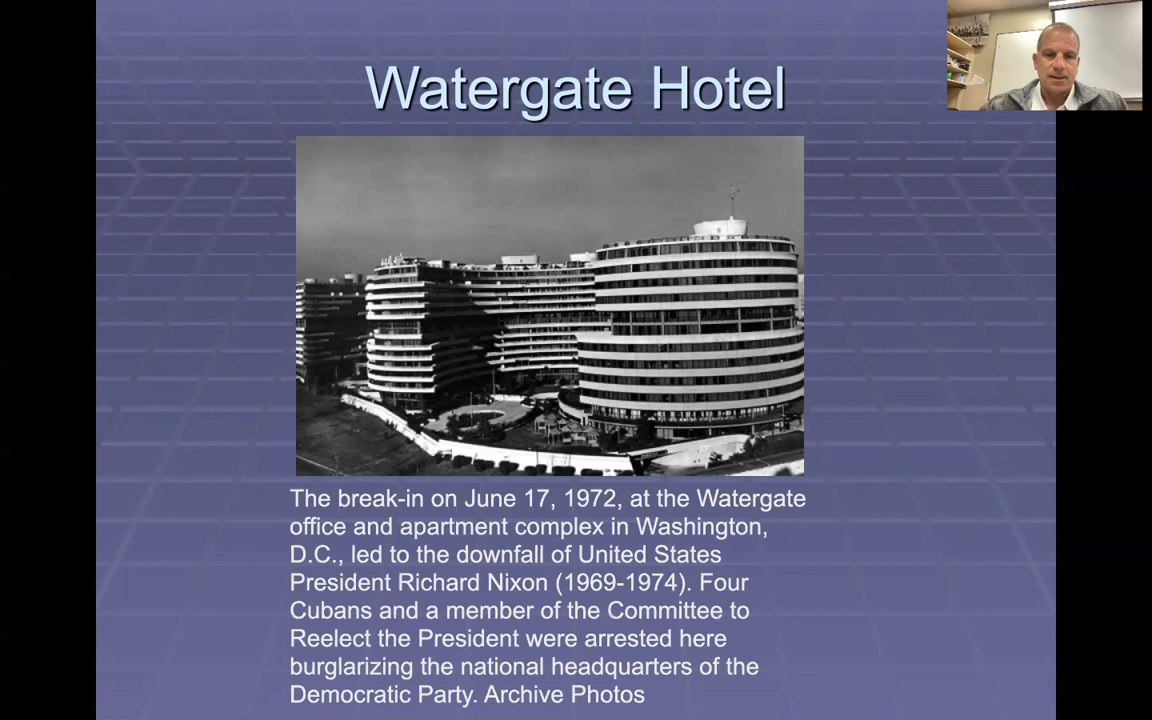 Watergate Hotel
The break-in on June 17, 1972, at the Watergate
office and apartment complex in Washington,
D.C., led to the downfall of United States
President Richard Nixon (1969-1974). Four
Cubans and a member of the Committee to
Reelect the President were arrested here
burglarizing the national headquarters of the
Democratic Party. Archive Photos